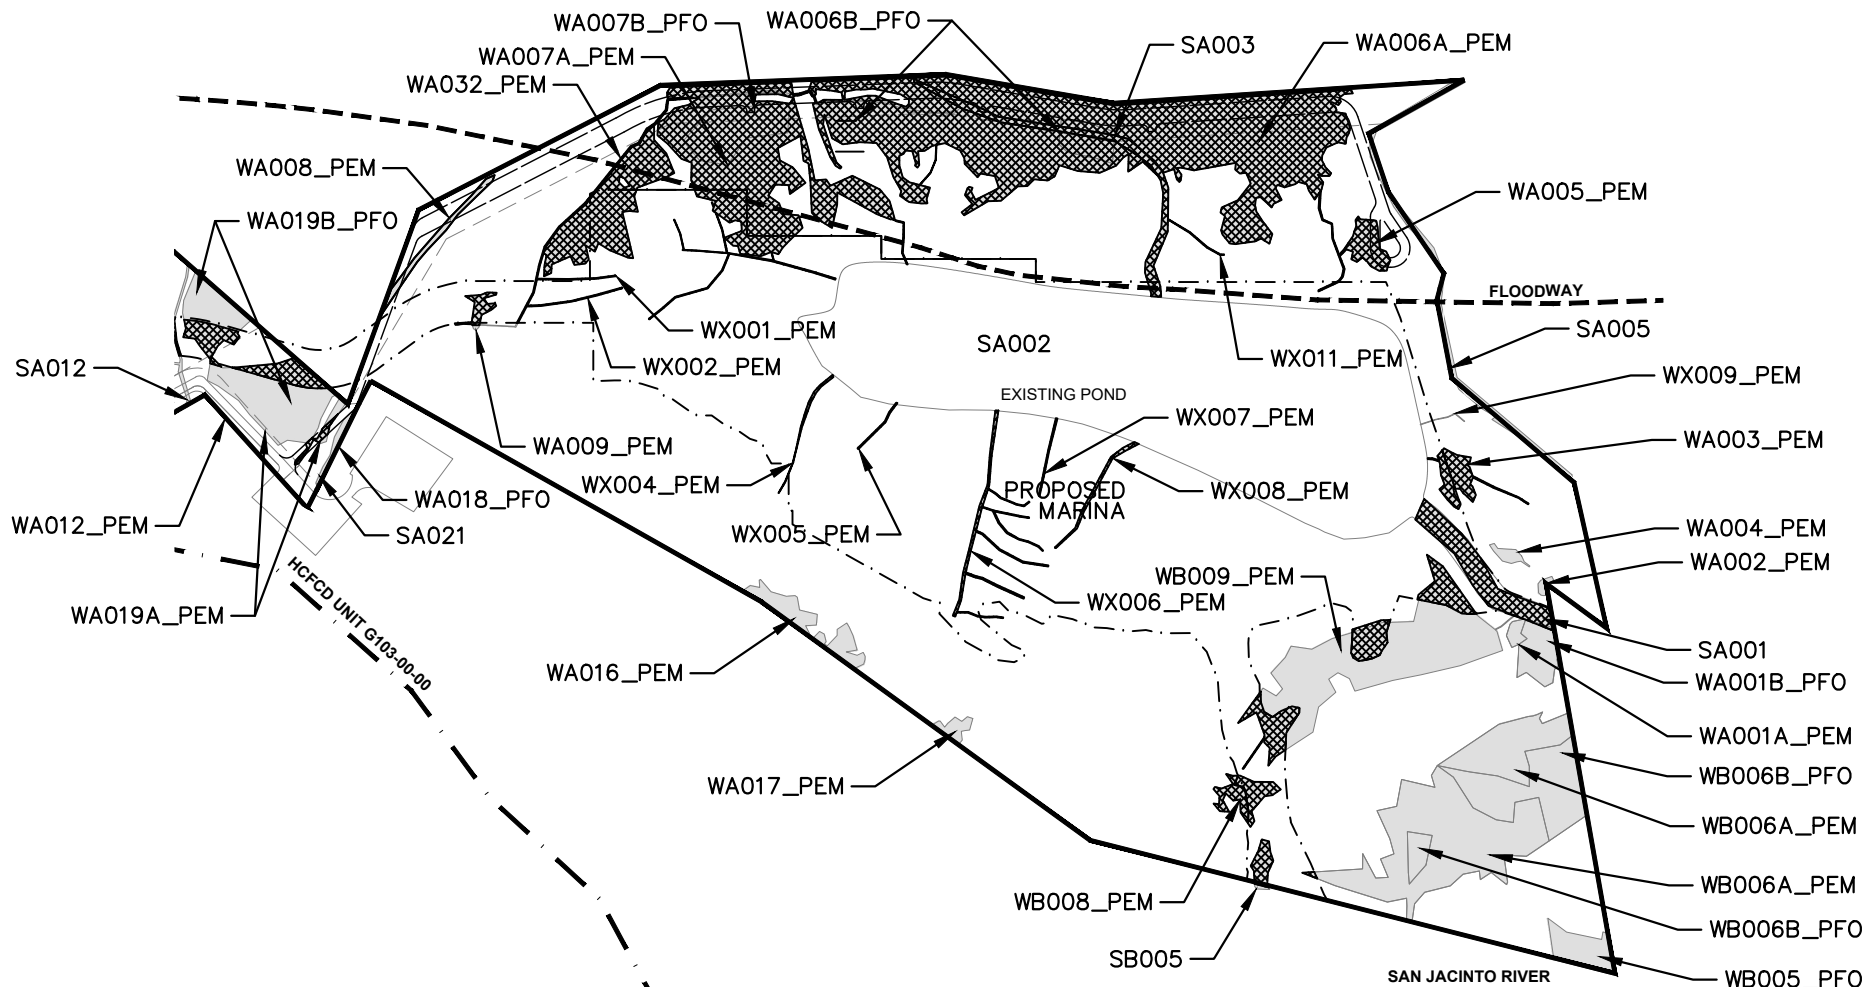 WA007B_PFO
WA006B_PFO
SA003
WA006A_PEM
WA007A_PEM
WA032_PEM
WA008_PEM
WA019B_PFO
WA005_PEM
FLOODWAY
SA005
WX001_PEM
SA002
WX011_PEM
WX002_PEM
SA012
WX009_PEM
EXISTING POND
WX007_PEM
WA003_PEM
WA009_PEM
WX004_PEM
WX008_PEM
PROPOSED
MARINA
WA018_PFO
WA012_PEM
SA021
WX005_PEM
WA004_PEM
WA002_PEM
WB009_PEM
HCFCD UNIT G103-00-00
WX006_PEM
WA019A_PEM
SA001
WA016_PEM
WA001B_PFO
WA001A_PEM
WA017_PEM
WB006B_PFO
WB006A_PEM
WB006A_PEM
WB008_PEM
WB006B_PFO
SB005
SAN JACINTO RIVER
WB005_PFO